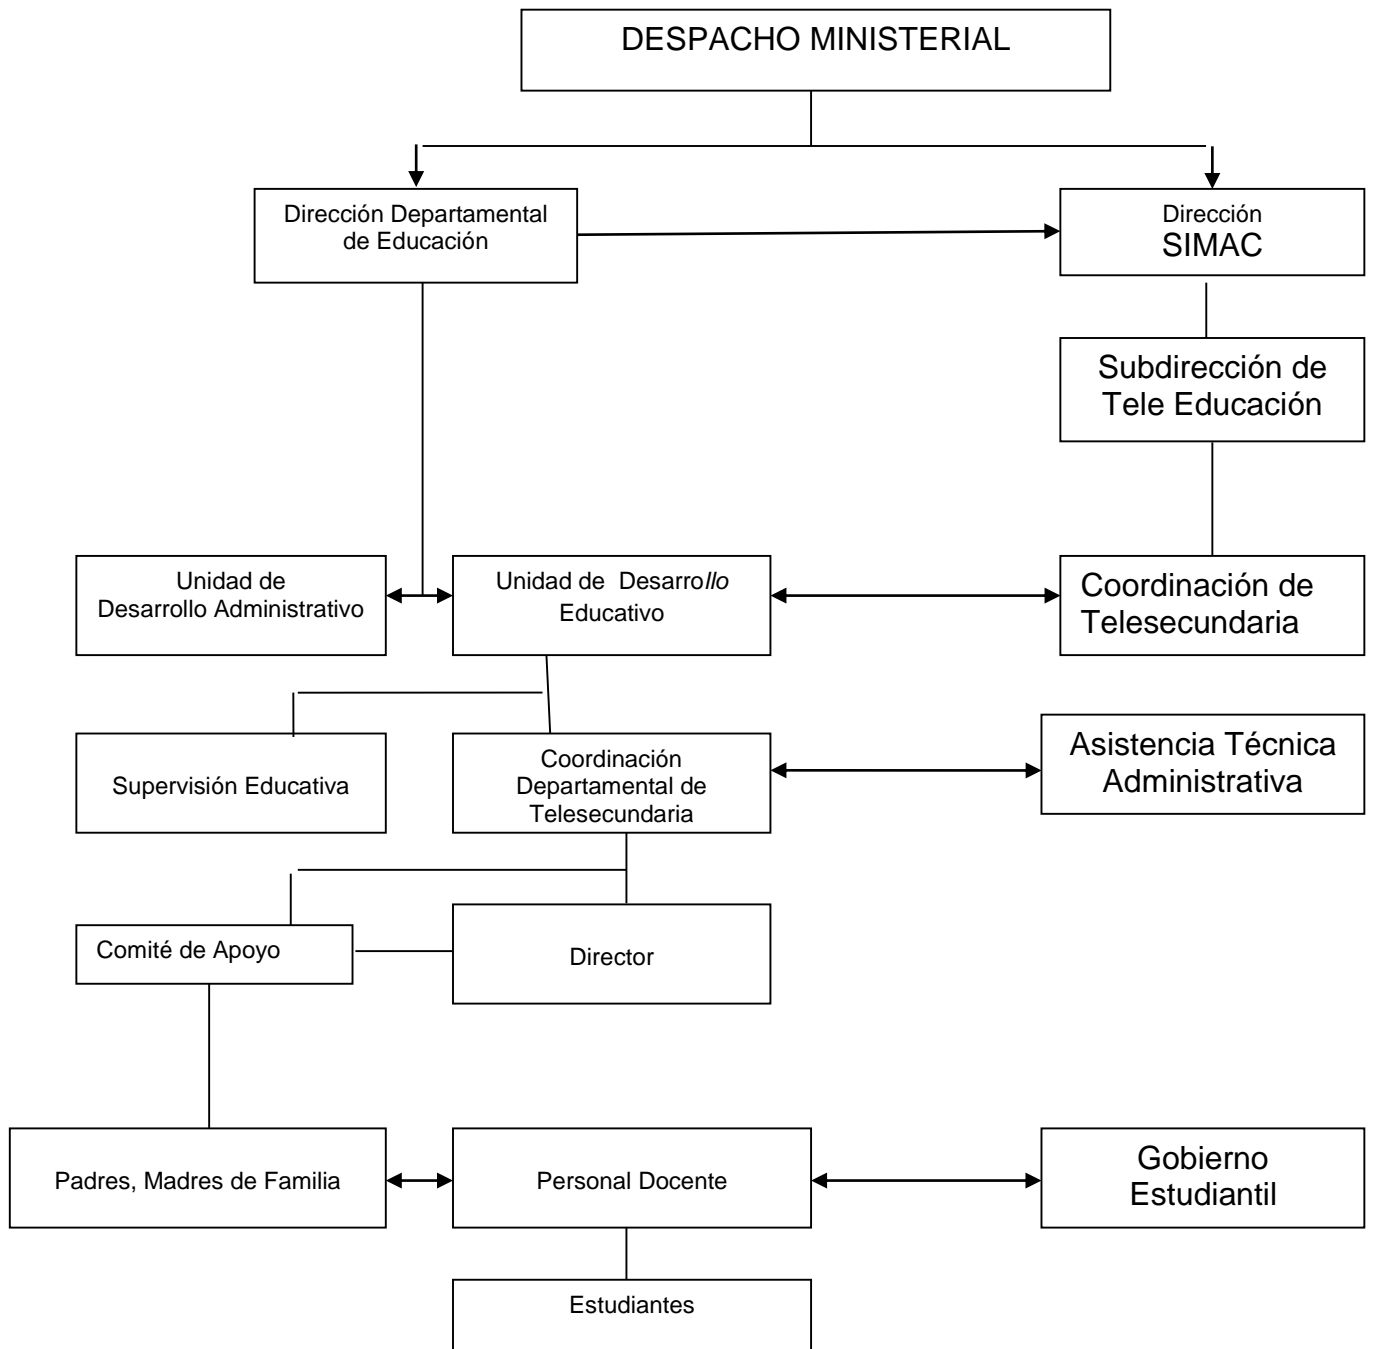 DESPACHO MINISTERIAL
Dirección Departamental
de Educación
Dirección
SIMAC
Subdirección de
Tele Educación
Unidad de
Desarrollo Administrativo
Unidad de  Desarrollo
Educativo
Coordinación de
Telesecundaria
Supervisión Educativa
Coordinación
Departamental de
Telesecundaria
Asistencia Técnica
Administrativa
Comité de Apoyo
Director
Padres, Madres de Familia
Personal Docente
Gobierno
Estudiantil
Estudiantes